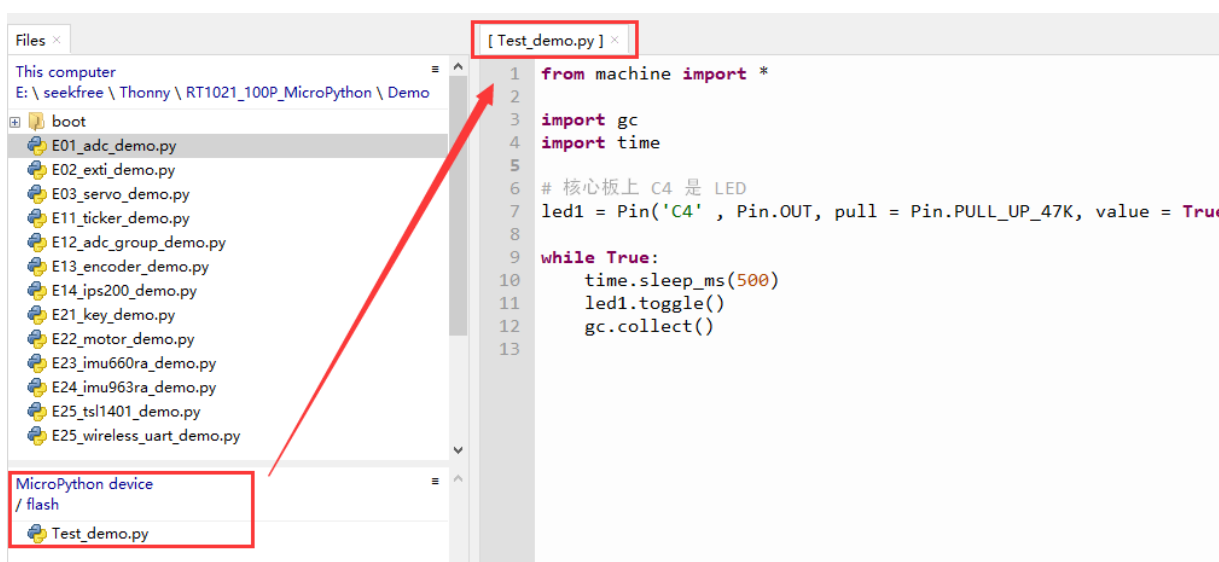 Files ×
This computer
E: \ seekfree \ Thonny \ RT1021_100P_MicroPython \ Demo
boot
E01_adc_demo.py
E02_exti_demo.py
E03_servo_demo.py
E11_ticker_demo.py
E12_adc_group_demo.py
E13_encoder_demo.py
E14_ips200_demo.py
E21_key_demo.py
E22_motor_demo.py
E23_imu660ra_demo.py
E24_imu963ra_demo.py
E25_tsl1401_demo.py
E25_wireless_uart_demo.py
MicroPython device
/ flash
Test_demo.py
[ Test_demo.py ] ×
1 from machine import *
2
3 import gc
4 import time
5
6 # 核心板上 C4 是 LED
7 led1 = Pin('C4' , Pin.OUT, pull = Pin.PULL_UP_47K, value = True
8
9 while True:
10     time.sleep_ms(500)
11     led1.toggle()
12     gc.collect()
13